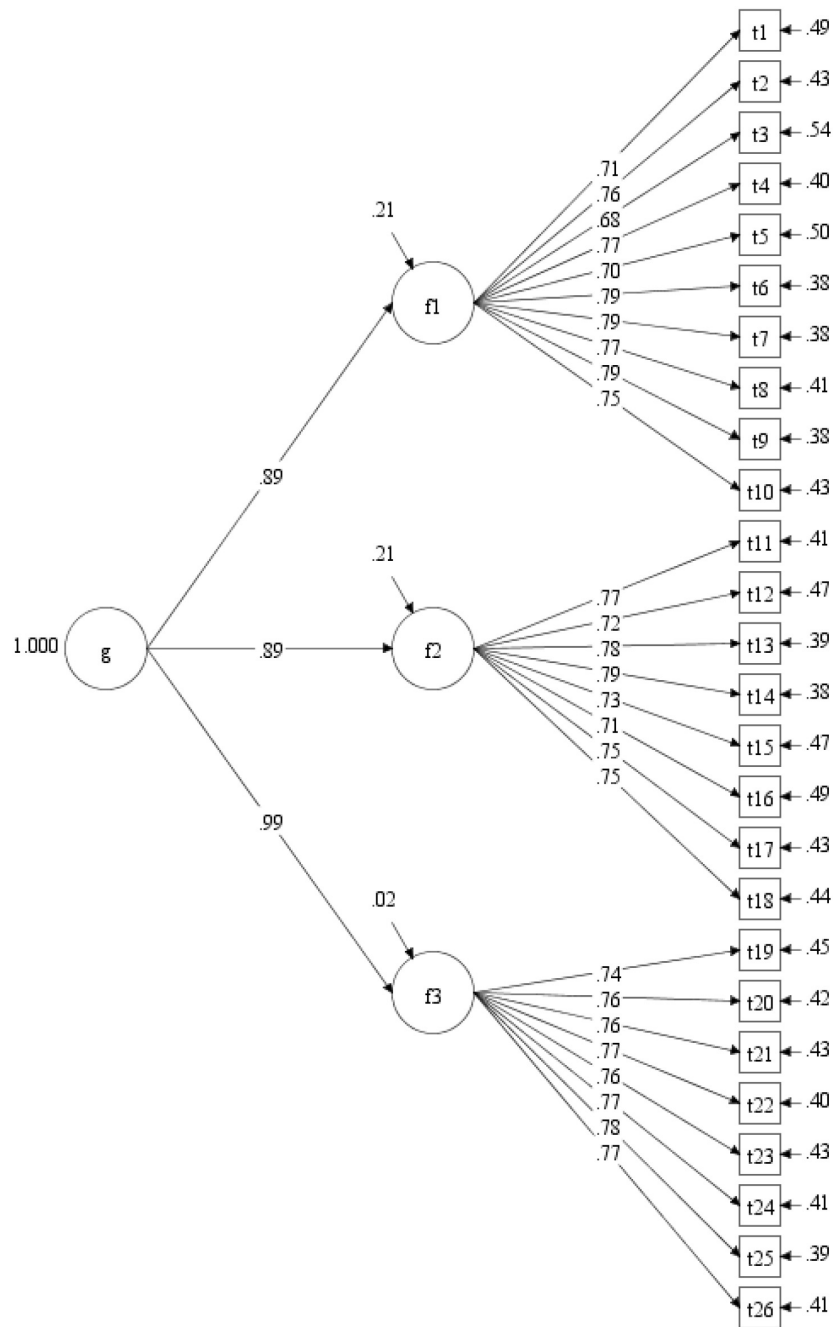 t1 .49
t2 .43
t3 .54
.71
t4 .40
.76
.21
.68
t5 .50
.77
.70
t6 .38
.79
f1
t7 .38
.79
.77
t8 .41
.79
.75
t9 .38
.89
t10 .43
t11 .41
.21
t12 .47
.77
.72
1.000 g .89 f2 .78 t13 .39
.79
t14 .38
.73
.71
t15 .47
.75
.75
t16 .49
.99
t17 .43
.02
t18 .44
t19 .45
.74
f3
.76
t20 .42
.76
t21 .43
.77
.76
t22 .40
.77
.78
t23 .43
.77
t24 .41
t25 .39
t26 .41